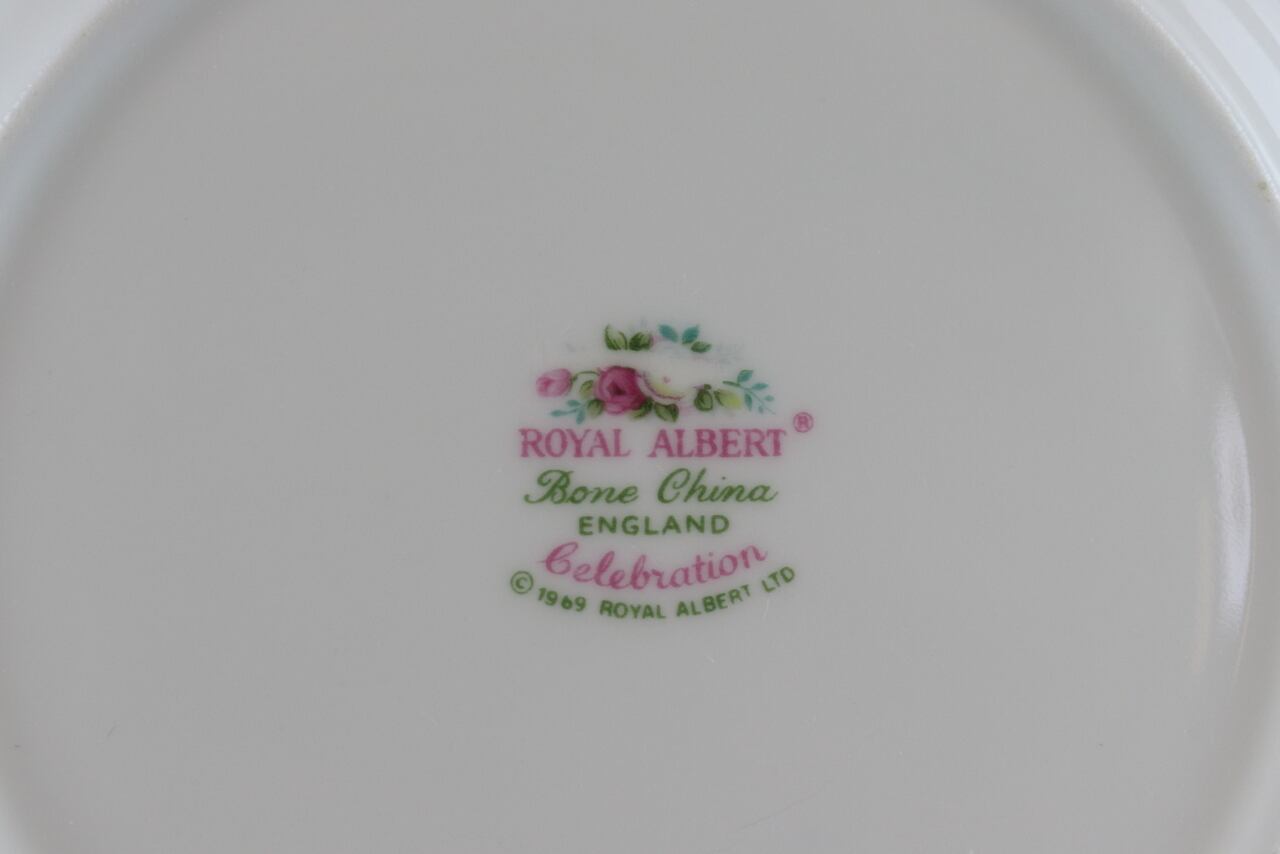 ROYAL ALBERT®
Bone China
ENGLAND
Celebration
© 1969 ROYAL ALBERT LTD